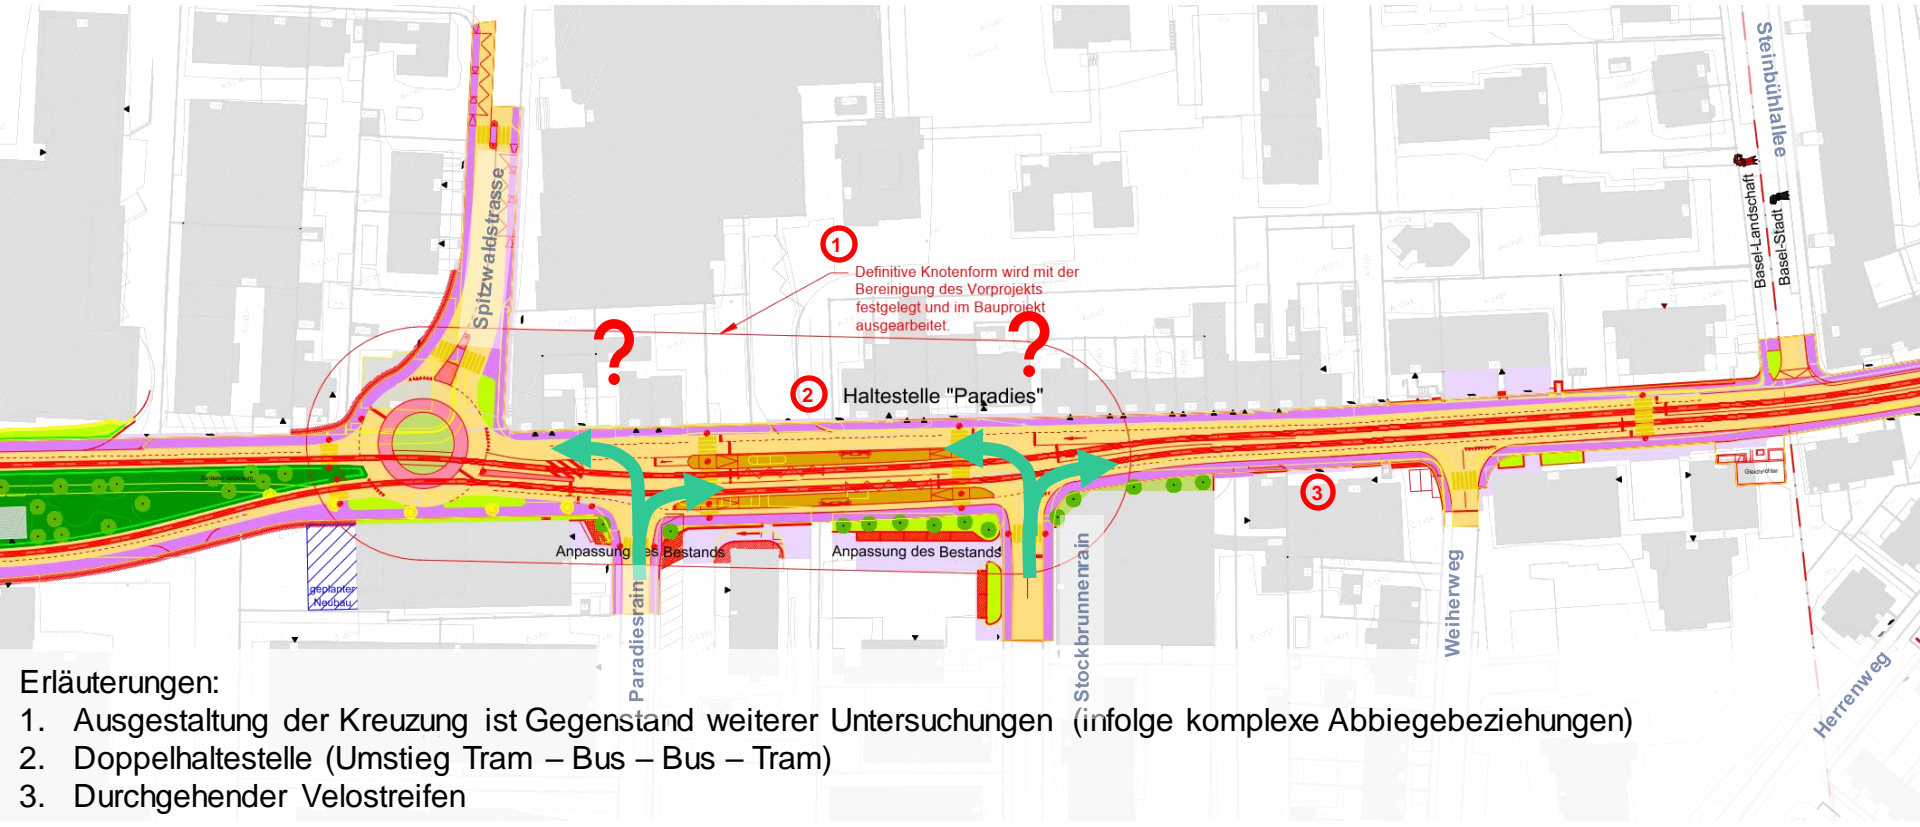 Steinbühlallee
Basel-Landschaft
Basel-Stadt
Spitzwaldstrasse
1
Definitive Knotenform wird mit der
Bereinigung des Vorprojekts
festgelegt und im Bauprojekt
ausgearbeitet.
?
?
2
Haltestelle "Paradies"
3
Gleichrichter
Anpassung des Bestands
Anpassung des Bestands
geplanter
Neubau
Paradiesrain
Stockbrunnenrain
Weiherweg
Herrenweg
Erläuterungen:
1. Ausgestaltung der Kreuzung ist Gegenstand weiterer Untersuchungen (infolge komplexe Abbiegebeziehungen)
2. Doppelhaltestelle (Umstieg Tram – Bus – Bus – Tram)
3. Durchgehender Velostreifen